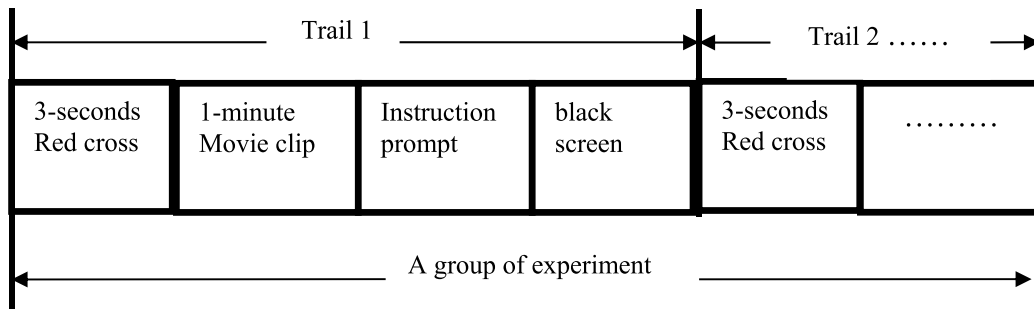 Trail 1
Trail 2 ......
3-seconds
Red cross
1-minute
Movie clip
Instruction
prompt
black
screen
3-seconds
Red cross
.........
A group of experiment